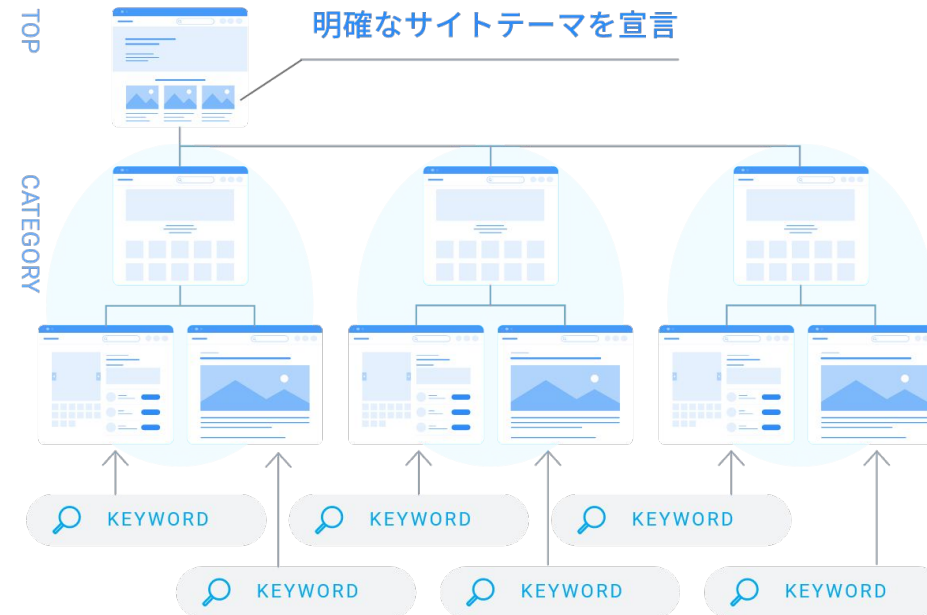 TOP
明確なサイトテーマを宣言
CATEGORY
KEYWORD
KEYWORD
KEYWORD
KEYWORD
KEYWORD
KEYWORD